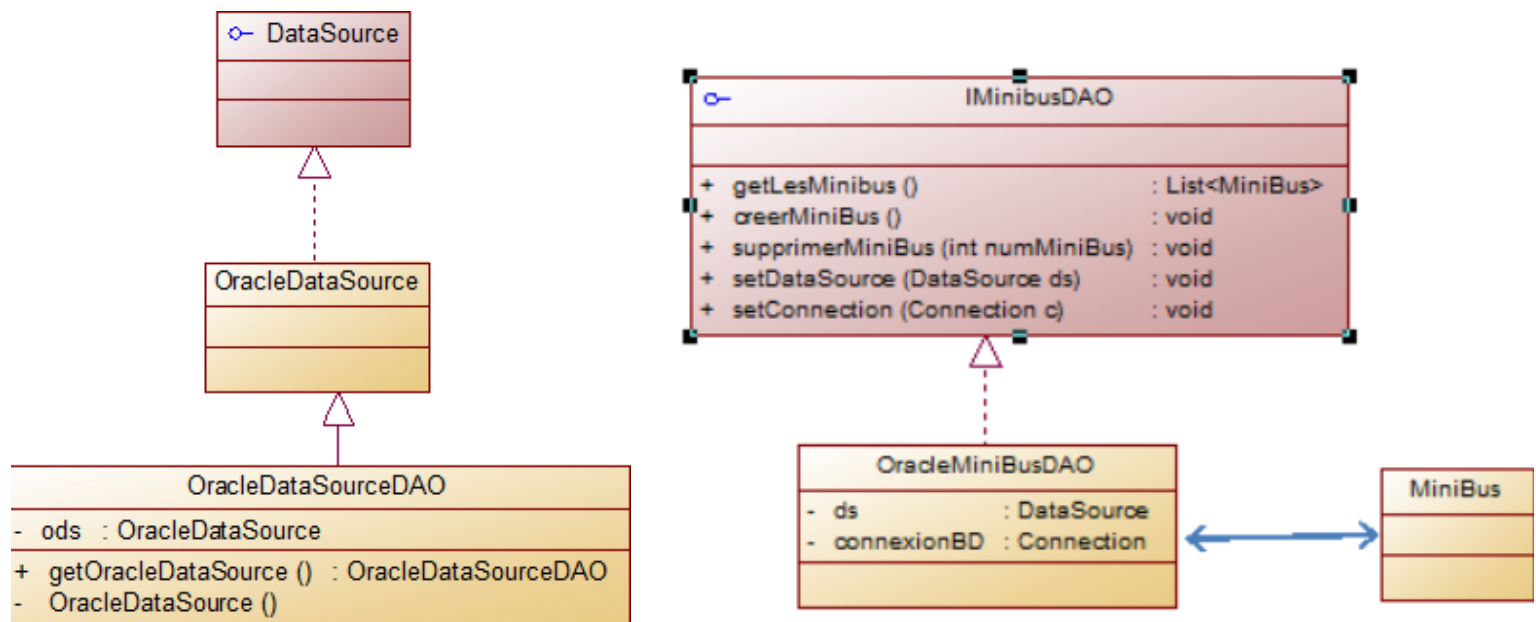 DataSource
OracleDataSource
OracleDataSourceDAO
- ods : OracleDataSource
+ getOracleDataSource () : OracleDataSourceDAO
- OracleDataSource ()
IMinibusDAO
+ getLesMinibus () : List<MiniBus>
+ creerMiniBus () : void
+ supprimerMiniBus (int numMiniBus) : void
+ setDataSource (DataSource ds) : void
+ setConnection (Connection c) : void
OracleMiniBusDAO
- ds : DataSource
- connexionBD : Connection
MiniBus